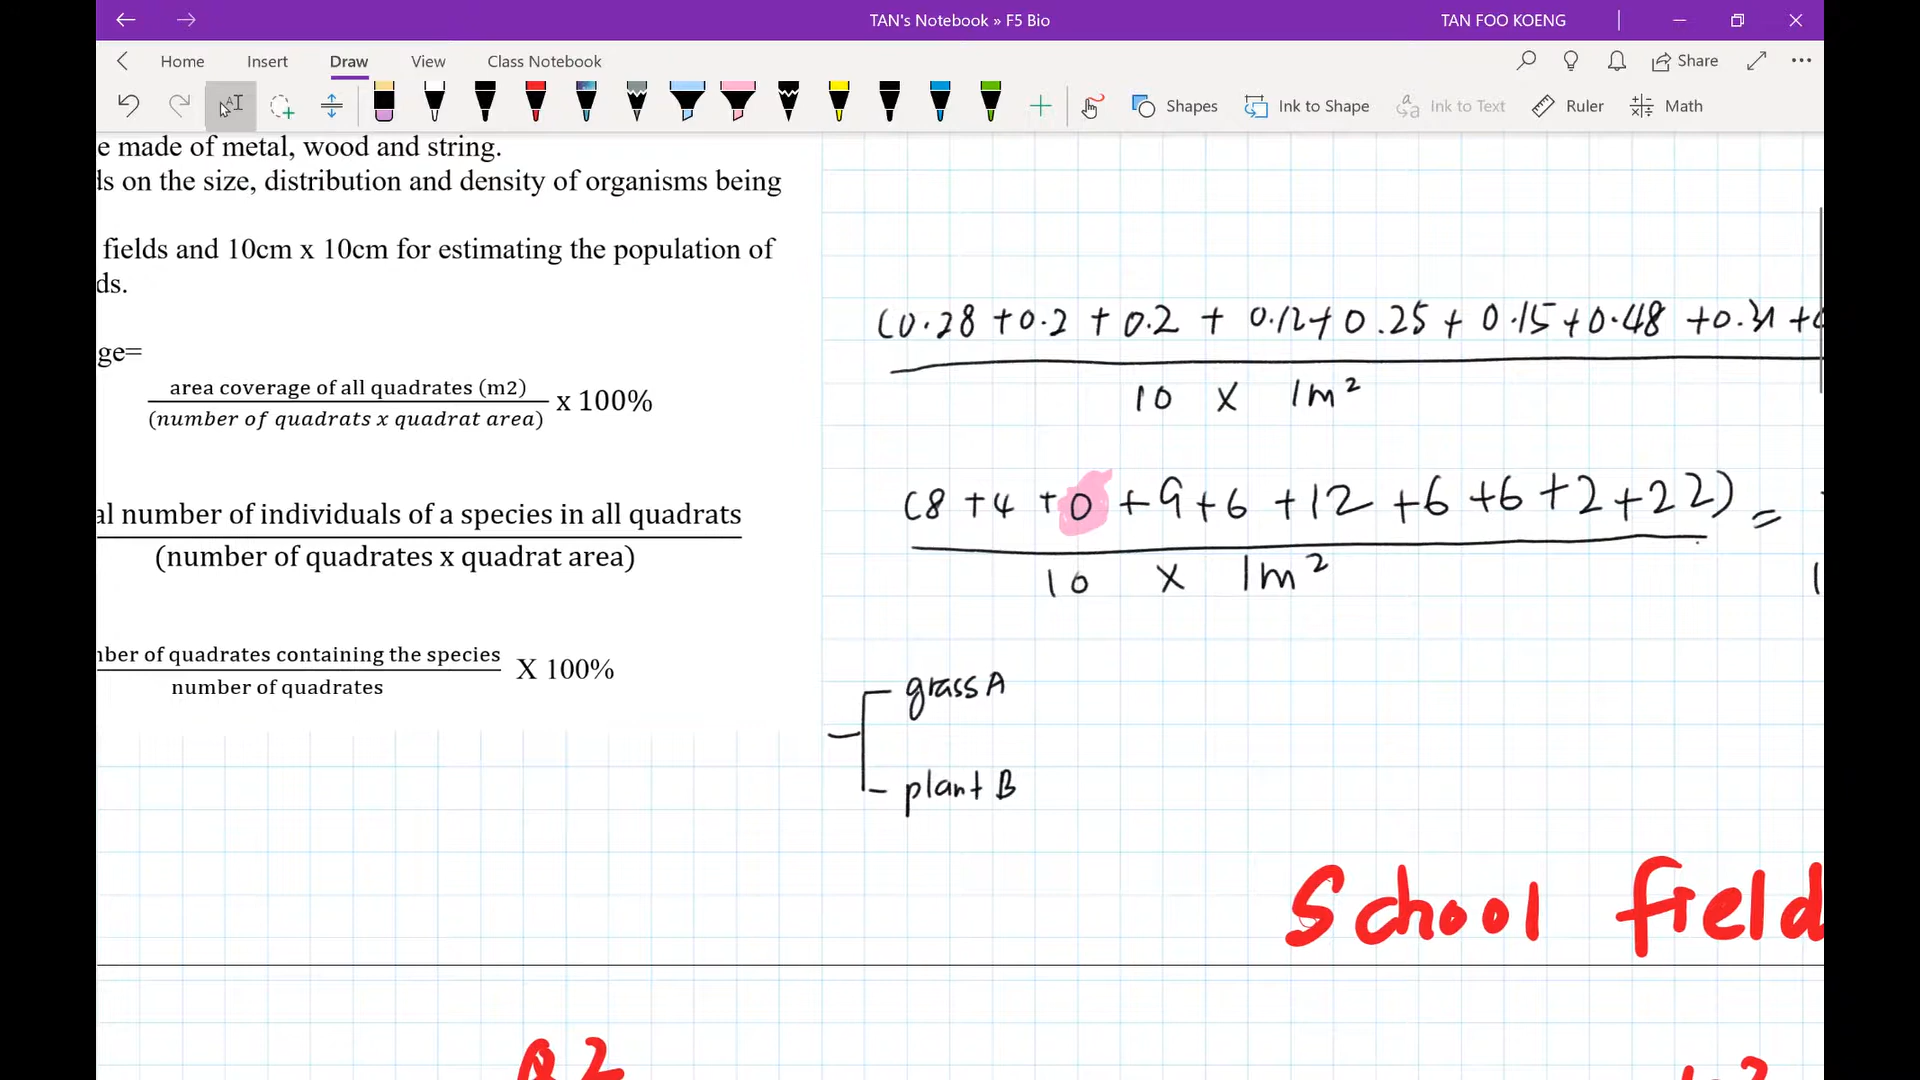 TAN's Notebook » F5 Bio
TAN FOO KOENG
Home Insert Draw View Class Notebook
Share
Shapes Ink to Shape Ink to Text Ruler Math
e made of metal, wood and string.
ds on the size, distribution and density of organisms being
fields and 10cm x 10cm for estimating the population of
ds.
ge=
area coverage of all quadrates (m2)
(number of quadrats x quadrat area)
x 100%
al number of individuals of a species in all quadrats
(number of quadrates x quadrat area)
nber of quadrates containing the species
number of quadrates
X 100%
(0.28 +0.2 + 0.2 + 0.12+ 0.25 + 0.15+0.48 +0.31 +
10 x 1m²
(8 +4 +0 +9+6 +12 +6 +6 +2 +22) =
10 x 1m²
grass A
plant B
School field